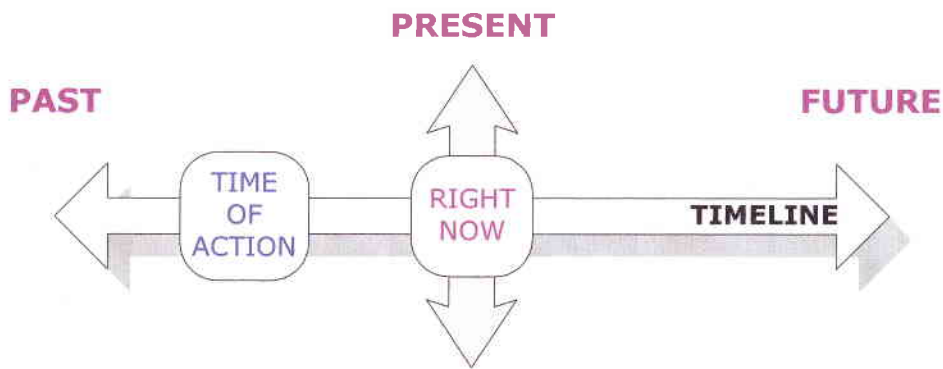 PRESENT
PAST
FUTURE
TIME
OF
ACTION
RIGHT
NOW
TIMELINE